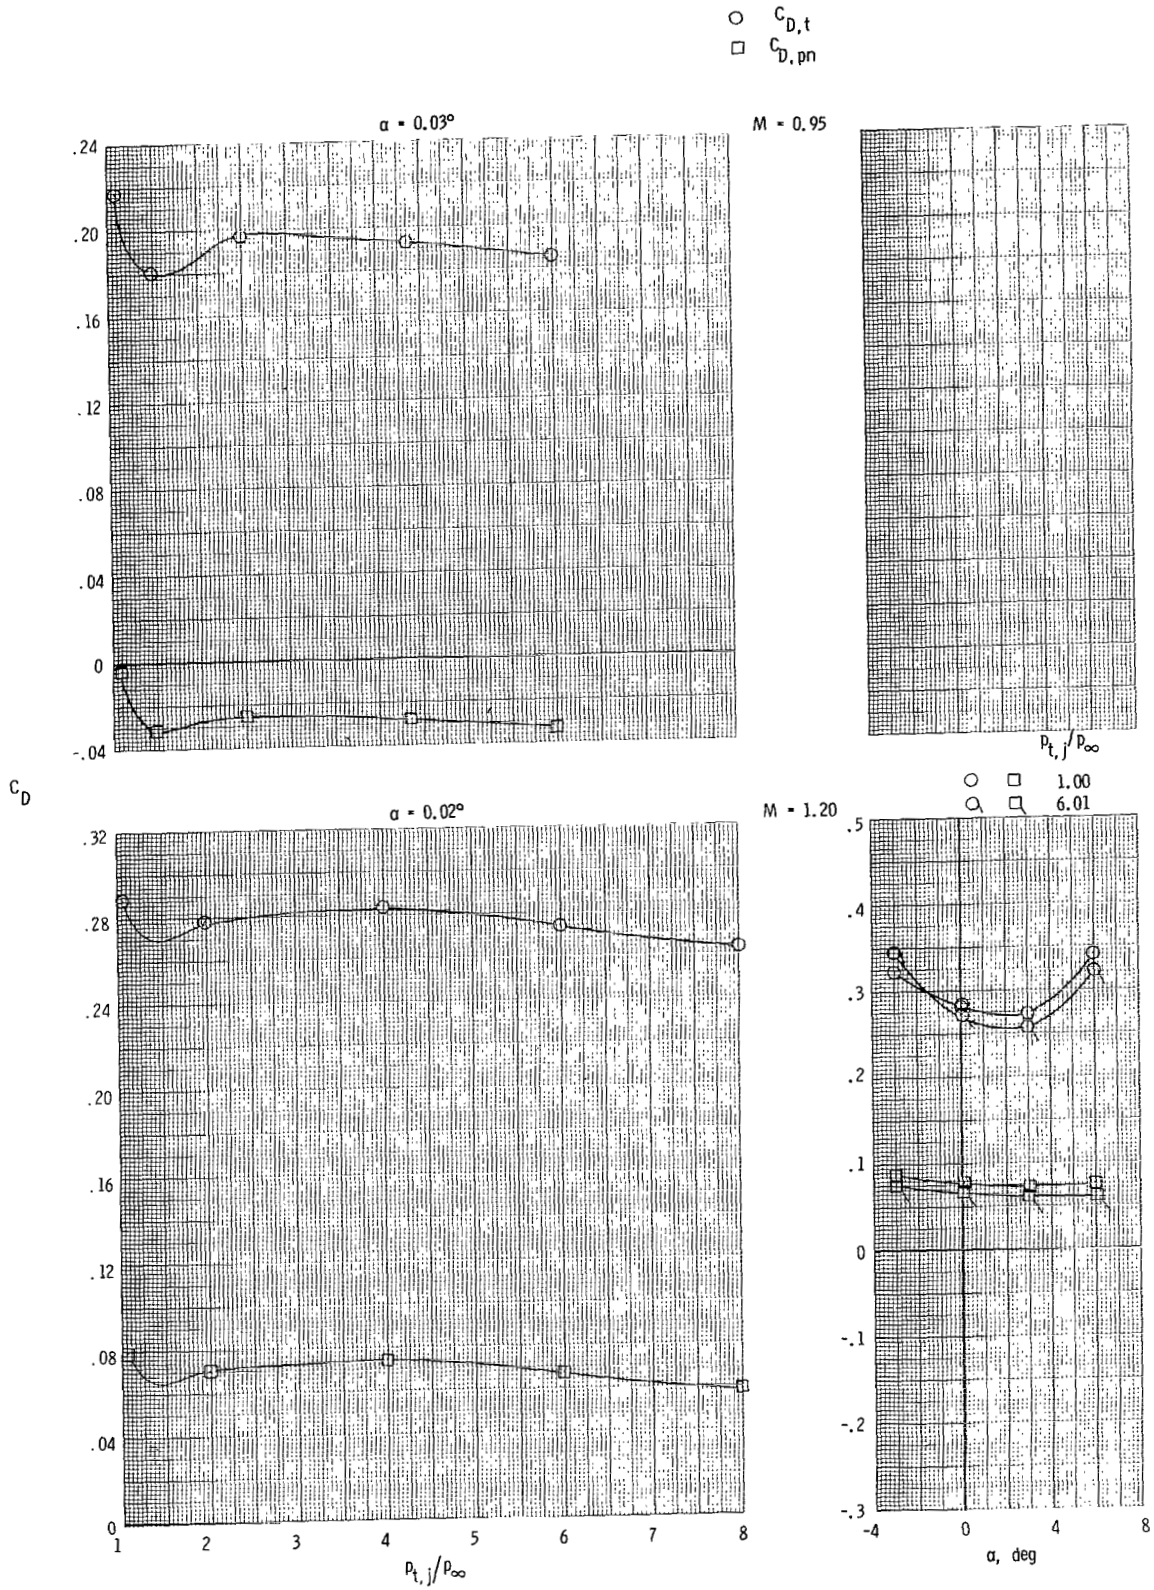 C_D,t
C_D,pn
α = 0.03°
M = 0.95
.24
.20
.16
.12
.08
.04
0
-.04
p_t,j/p_∞
C_D
α = 0.02°
M = 1.20
1.00
6.01
.32
.28
.24
.20
.16
.12
.08
.04
0
1 2 3 4 5 6 7 8
p_t,j/p_∞
.5
.4
.3
.2
.1
0
-.1
-.2
-.3
-4 0 4 8
α, deg